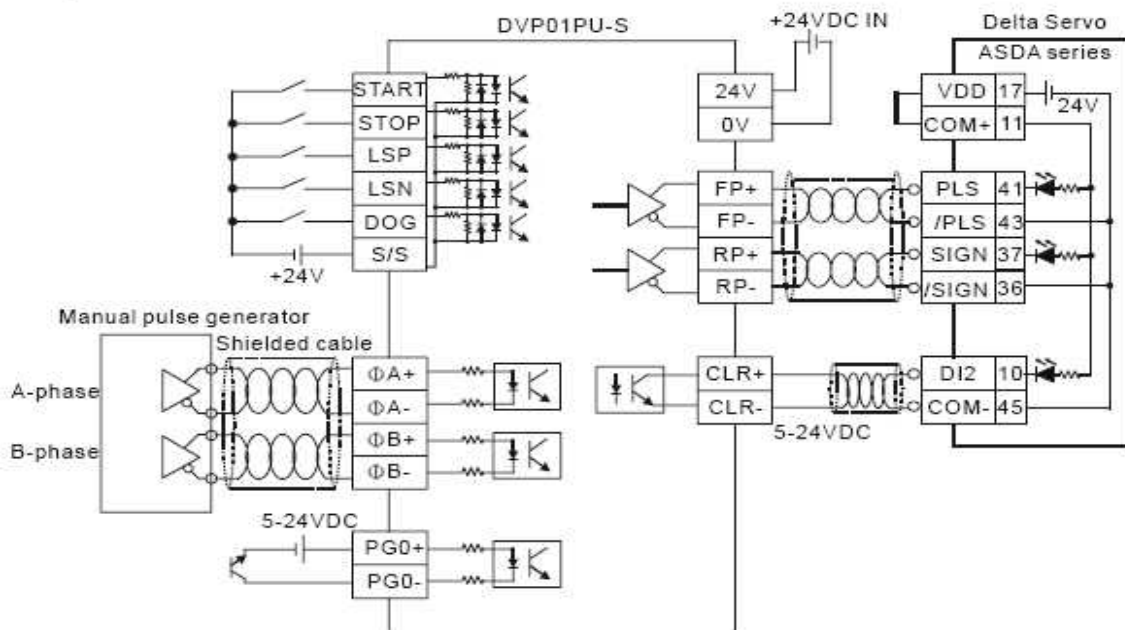 DVP01PU-S
+24VDC IN
Delta Servo
ASDA series
START
STOP
LSP
LSN
DOG
S/S
+24V
24V
0V
FP+
FP-
RP+
RP-
VDD 17
24V
COM+ 11
PLS 41
/PLS 43
SIGN 37
/SIGN 36
Manual pulse generator
Shielded cable
A-phase
B-phase
ΦA+
ΦA-
ΦB+
ΦB-
CLR+
CLR-
5-24VDC
DI2 10
COM- 45
5-24VDC
PG0+
PG0-